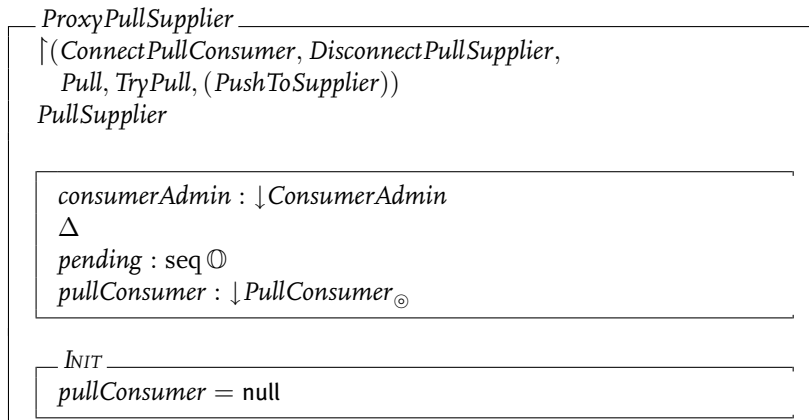 ProxyPullSupplier
↾(ConnectPullConsumer, DisconnectPullSupplier,
Pull, TryPull, (PushToSupplier))
PullSupplier
consumerAdmin : ↓ConsumerAdmin
Δ
pending : seq 𝕆
pullConsumer : ↓PullConsumer◎
INIT
pullConsumer = null